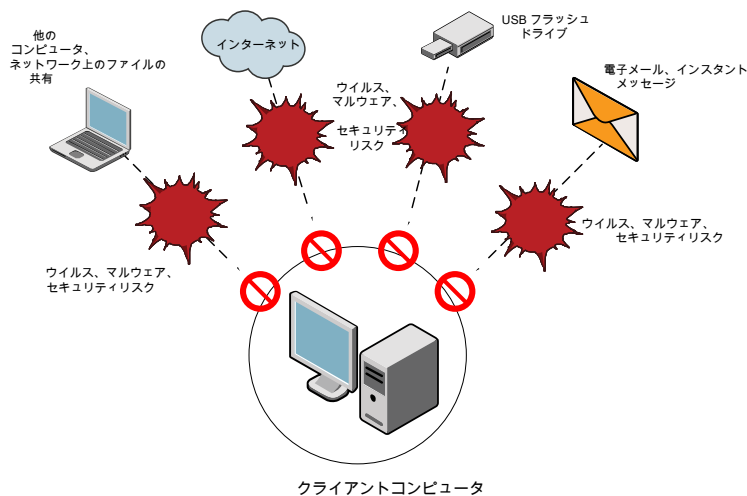 他の
コンピュータ、
ネットワーク上のファイルの
共有
インターネット
USB フラッシュ
ドライブ
電子メール、インスタント
メッセージ
ウイルス、
マルウェア、
セキュリティ
リスク
ウイルス、マルウェア、
セキュリティリスク
ウイルス、マルウェア、
セキュリティリスク
クライアントコンピュータ